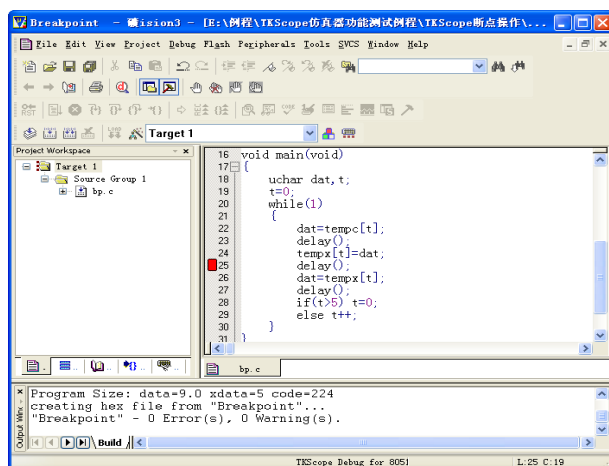 Breakpoint - 礦ision3 - [E:\例程\TKScope仿真器功能测试例程\TKScope断点操作\...
File Edit View Project Debug Flash Peripherals Tools SVCS Window Help
Target 1
Project Workspace
Target 1
Source Group 1
bp.c
16 void main(void)
17 {
18 uchar dat,t;
19 t=0;
20 while(1)
21 {
22 dat=tempc[t];
23 delay();
24 tempx[t]=dat;
25 delay();
26 dat=tempx[t];
27 delay();
28 if(t>5) t=0;
29 else t++;
30 }
31 }
bp.c
Output Window
Program Size: data=9.0 xdata=5 code=224
creating hex file from "Breakpoint"...
"Breakpoint" - 0 Error(s), 0 Warning(s).
Build
TKScope Debug for 8051 L:25 C:19